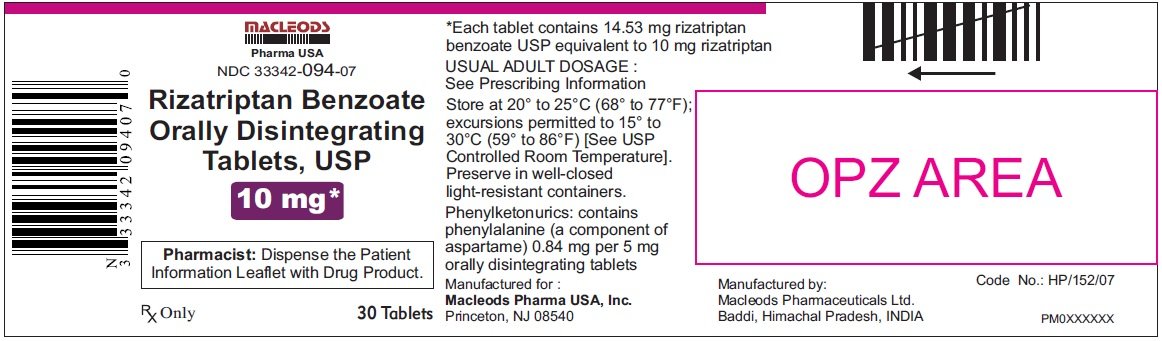 MACLEODS
Pharma USA
NDC 33342-094-07
Rizatriptan Benzoate
Orally Disintegrating
Tablets, USP
10 mg*
Pharmacist: Dispense the Patient
Information Leaflet with Drug Product.
Rx Only
30 Tablets
N
3 33342 09407 0
*Each tablet contains 14.53 mg rizatriptan
benzoate USP equivalent to 10 mg rizatriptan
USUAL ADULT DOSAGE :
See Prescribing Information
Store at 20° to 25°C (68° to 77°F);
excursions permitted to 15° to
30°C (59° to 86°F) [See USP
Controlled Room Temperature].
Preserve in well-closed
light-resistant containers.
Phenylketonurics: contains
phenylalanine (a component of
aspartame) 0.84 mg per 5 mg
orally disintegrating tablets
Manufactured for :
Macleods Pharma USA, Inc.
Princeton, NJ 08540
OPZ AREA
Manufactured by:
Macleods Pharmaceuticals Ltd.
Baddi, Himachal Pradesh, INDIA
Code No.: HP/152/07
PM0XXXXXX